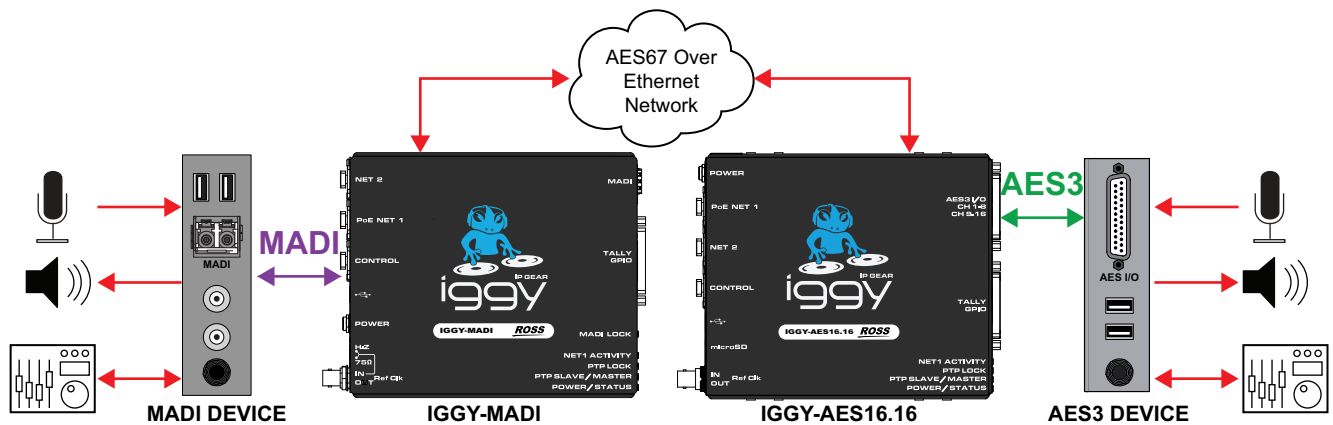 AES67 Over
Ethernet
Network
MADI
MADI DEVICE
MADI
NET 2
PoE NET 1
CONTROL
POWER
HiZ
75Ω
IN
OUT
Ref Clk
MADI
TALLY
GPIO
IP GEAR
iggy
IGGY-MADI ROSS
MADI LOCK
NET1 ACTIVITY
PTP LOCK
PTP SLAVE/MASTER
POWER/STATUS
IGGY-MADI
POWER
PoE NET 1
NET 2
CONTROL
microSD
IN
OUT
Ref Clk
AES3 I/O
CH 1-8
CH 9-16
TALLY
GPIO
IP GEAR
iggy
IGGY-AES16.16 ROSS
NET1 ACTIVITY
PTP LOCK
PTP SLAVE/MASTER
POWER/STATUS
IGGY-AES16.16
AES3
AES I/O
AES3 DEVICE